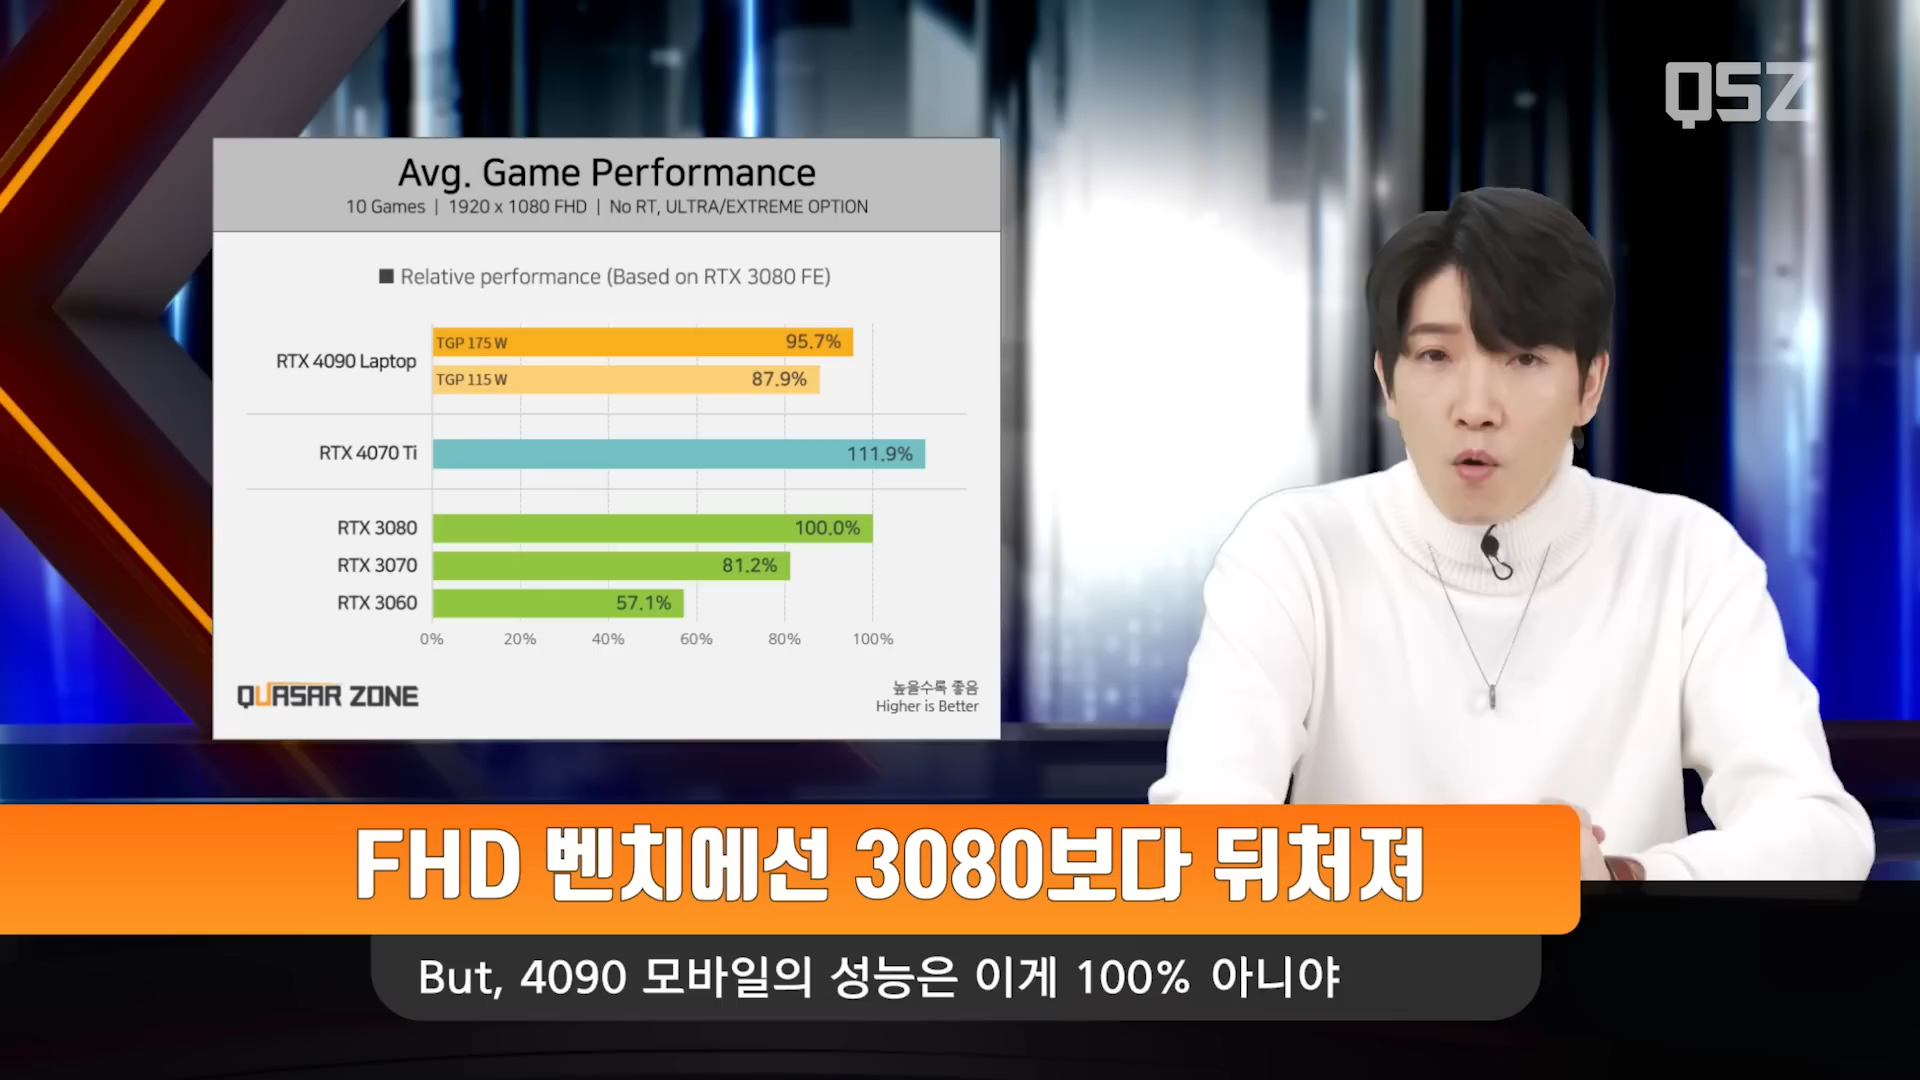 QSZ
Avg. Game Performance
10 Games | 1920 x 1080 FHD | No RT, ULTRA/EXTREME OPTION
■ Relative performance (Based on RTX 3080 FE)
RTX 4090 Laptop
TGP 175 W 95.7%
TGP 115 W 87.9%
RTX 4070 Ti 111.9%
RTX 3080 100.0%
RTX 3070 81.2%
RTX 3060 57.1%
0% 20% 40% 60% 80% 100%
QUASAR ZONE
높을수록 좋음
Higher is Better
FHD 벤치에선 3080보다 뒤처져
But, 4090 모바일의 성능은 이게 100% 아니야